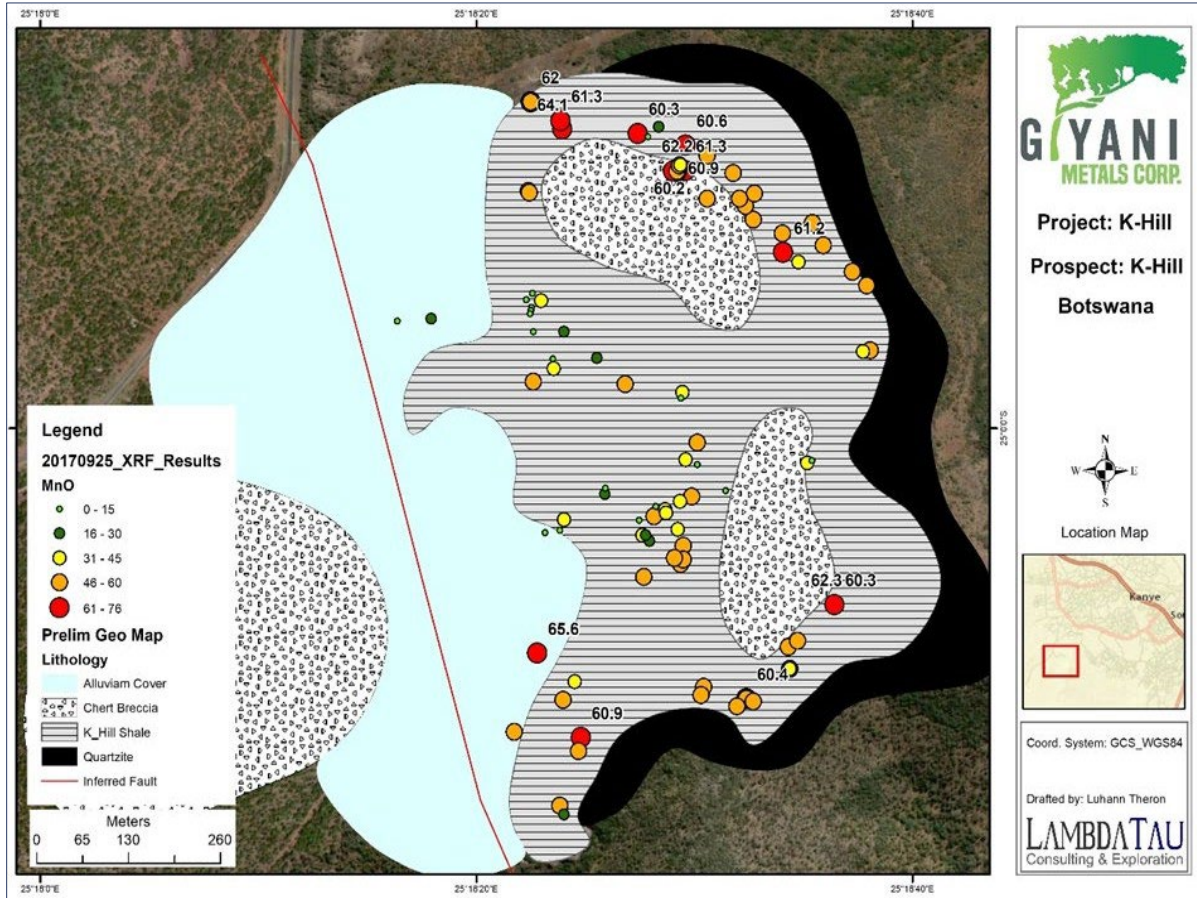 25°18'0"E
25°18'20"E
25°18'40"E
62
61.3
64.1
60.3
60.6
62.2
61.3
60.9
60.2
61.2
25°0'0"S
62.3
60.3
65.6
60.4
60.9
Legend
20170925_XRF_Results
MnO
0 - 15
16 - 30
31 - 45
46 - 60
61 - 76
Prelim Geo Map
Lithology
Alluviam Cover
Chert Breccia
K_Hill Shale
Quartzite
Inferred Fault
Meters
0 65 130 260
25°18'0"E
25°18'20"E
25°18'40"E
GIYANI
METALS CORP.
Project: K-Hill
Prospect: K-Hill
Botswana
N
W E
S
Location Map
Kanye
Coord. System: GCS_WGS84
Drafted by: Luhann Theron
LAMBDATAU
Consulting & Exploration